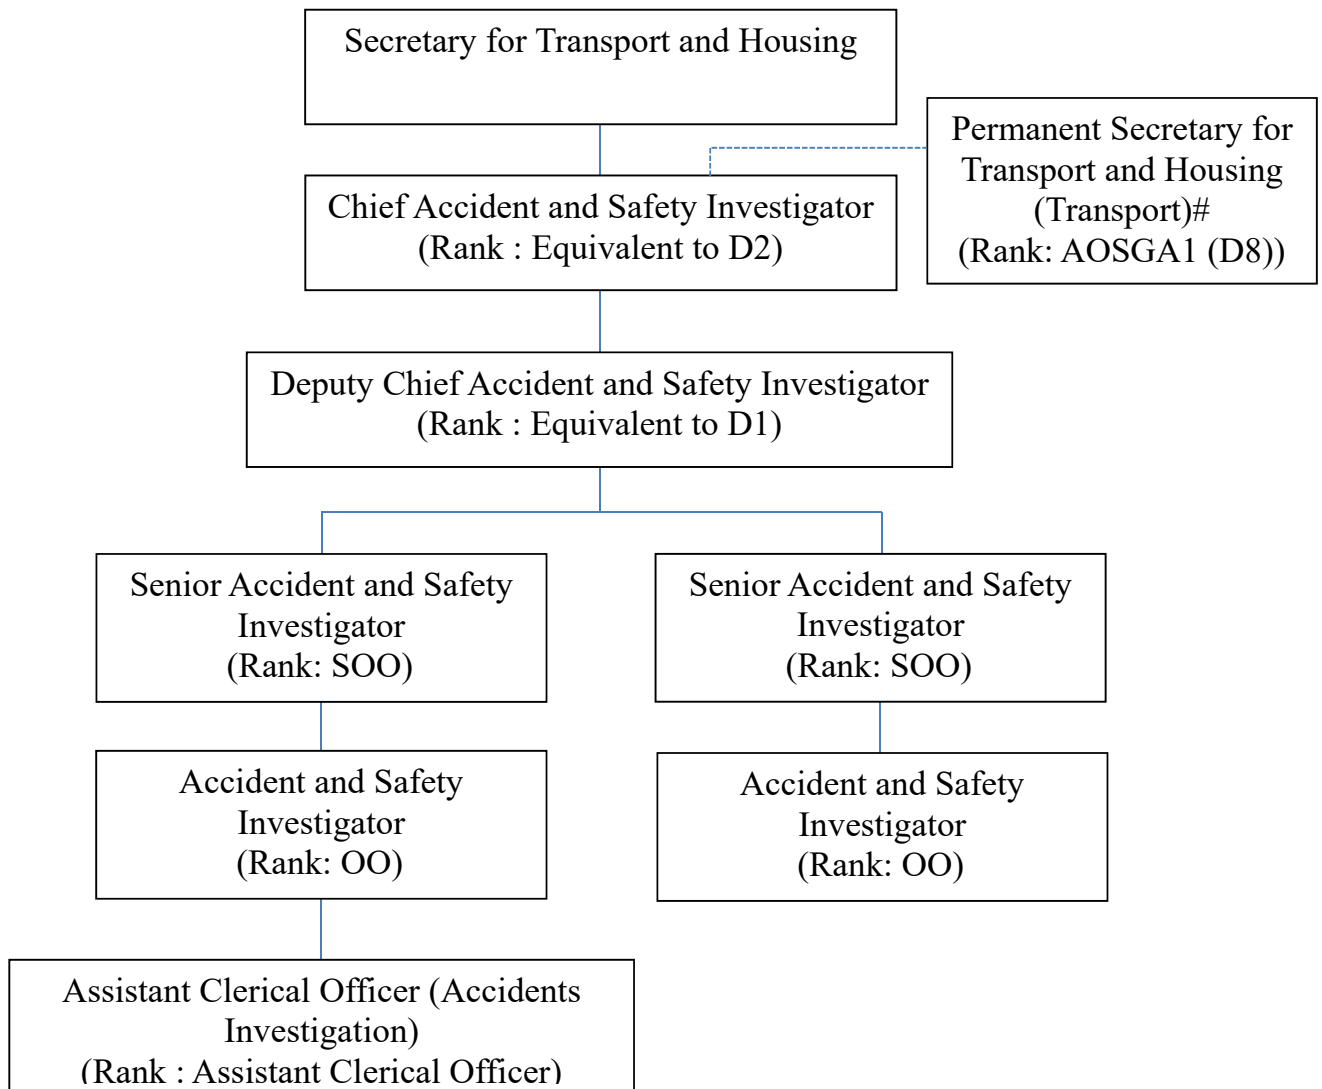 Secretary for Transport and Housing
Permanent Secretary for
Transport and Housing
(Transport)#
(Rank: AOSGA1 (D8))
Chief Accident and Safety Investigator
(Rank : Equivalent to D2)
Deputy Chief Accident and Safety Investigator
(Rank : Equivalent to D1)
Senior Accident and Safety
Investigator
(Rank: SOO)
Senior Accident and Safety
Investigator
(Rank: SOO)
Accident and Safety
Investigator
(Rank: OO)
Accident and Safety
Investigator
(Rank: OO)
Assistant Clerical Officer (Accidents
Investigation)
(Rank : Assistant Clerical Officer)